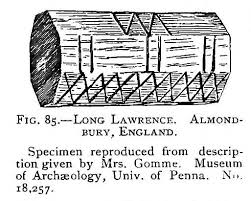 FIG. 85.—LONG LAWRENCE. ALMOND-
BURY, ENGLAND.
Specimen reproduced from descrip-
tion given by Mrs. Gomme. Museum
of Archæology, Univ. of Penna. No.
18,257.